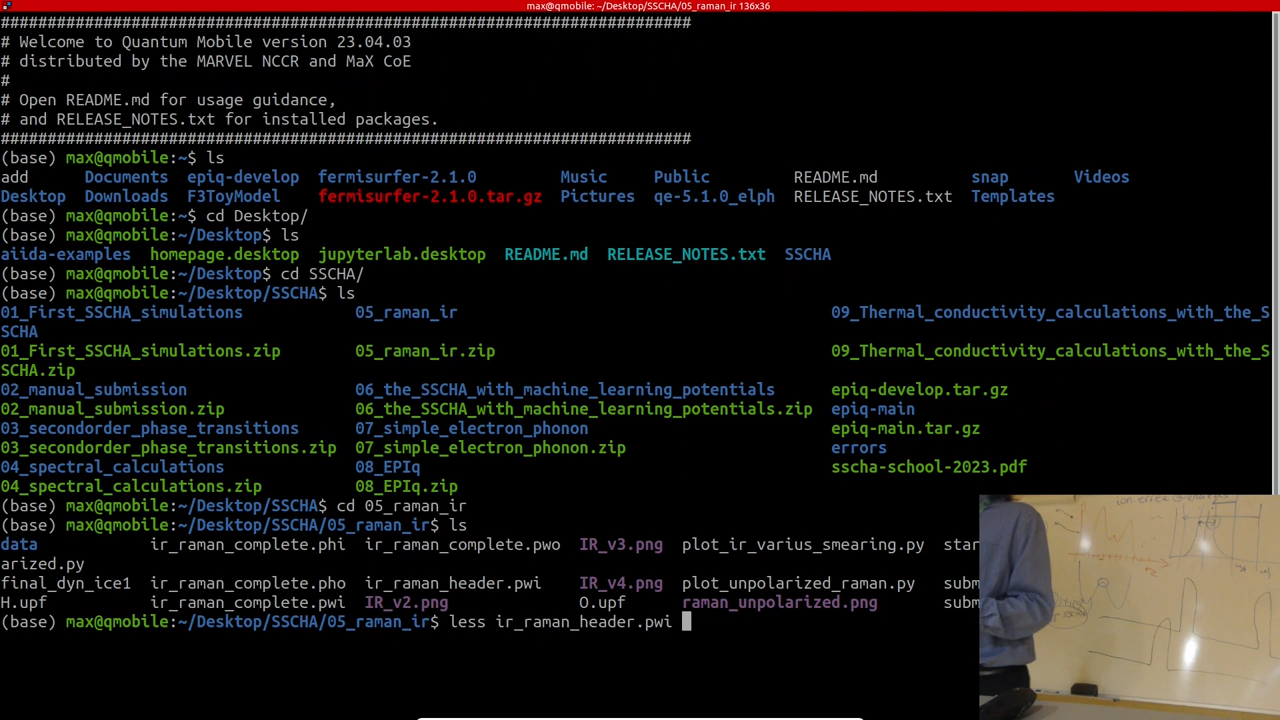 max@qmobile: ~/Desktop/SSCHA/05_raman_ir 136x36
##########################################################################
# Welcome to Quantum Mobile version 23.04.03
# distributed by the MARVEL NCCR and MaX CoE
#
# Open README.md for usage guidance,
# and RELEASE_NOTES.txt for installed packages.
##########################################################################
(base) max@qmobile:~$ ls
add Documents epiq-develop fermisurfer-2.1.0 Music Public README.md snap Videos
Desktop Downloads F3ToyModel fermisurfer-2.1.0.tar.gz Pictures qe-5.1.0_elph RELEASE_NOTES.txt Templates
(base) max@qmobile:~$ cd Desktop/
(base) max@qmobile:~/Desktop$ ls
aiida-examples homepage.desktop jupyterlab.desktop README.md RELEASE_NOTES.txt SSCHA
(base) max@qmobile:~/Desktop$ cd SSCHA/
(base) max@qmobile:~/Desktop/SSCHA$ ls
01_First_SSCHA_simulations 05_raman_ir 09_Thermal_conductivity_calculations_with_the_S
SCHA
01_First_SSCHA_simulations.zip 05_raman_ir.zip 09_Thermal_conductivity_calculations_with_the_S
SCHA.zip
02_manual_submission 06_the_SSCHA_with_machine_learning_potentials epiq-develop.tar.gz
02_manual_submission.zip 06_the_SSCHA_with_machine_learning_potentials.zip epiq-main
03_secondorder_phase_transitions 07_simple_electron_phonon epiq-main.tar.gz
03_secondorder_phase_transitions.zip 07_simple_electron_phonon.zip errors
04_spectral_calculations 08_EPIq sscha-school-2023.pdf
04_spectral_calculations.zip 08_EPIq.zip
(base) max@qmobile:~/Desktop/SSCHA$ cd 05_raman_ir
(base) max@qmobile:~/Desktop/SSCHA/05_raman_ir$ ls
data ir_raman_complete.phi ir_raman_complete.pwo IR_v3.png plot_ir_varius_smearing.py star
arized.py
final_dyn_ice1 ir_raman_complete.pho ir_raman_header.pwi IR_v4.png plot_unpolarized_raman.py subm
H.upf ir_raman_complete.pwi IR_v2.png O.upf raman_unpolarized.png subm
(base) max@qmobile:~/Desktop/SSCHA/05_raman_ir$ less ir_raman_header.pwi